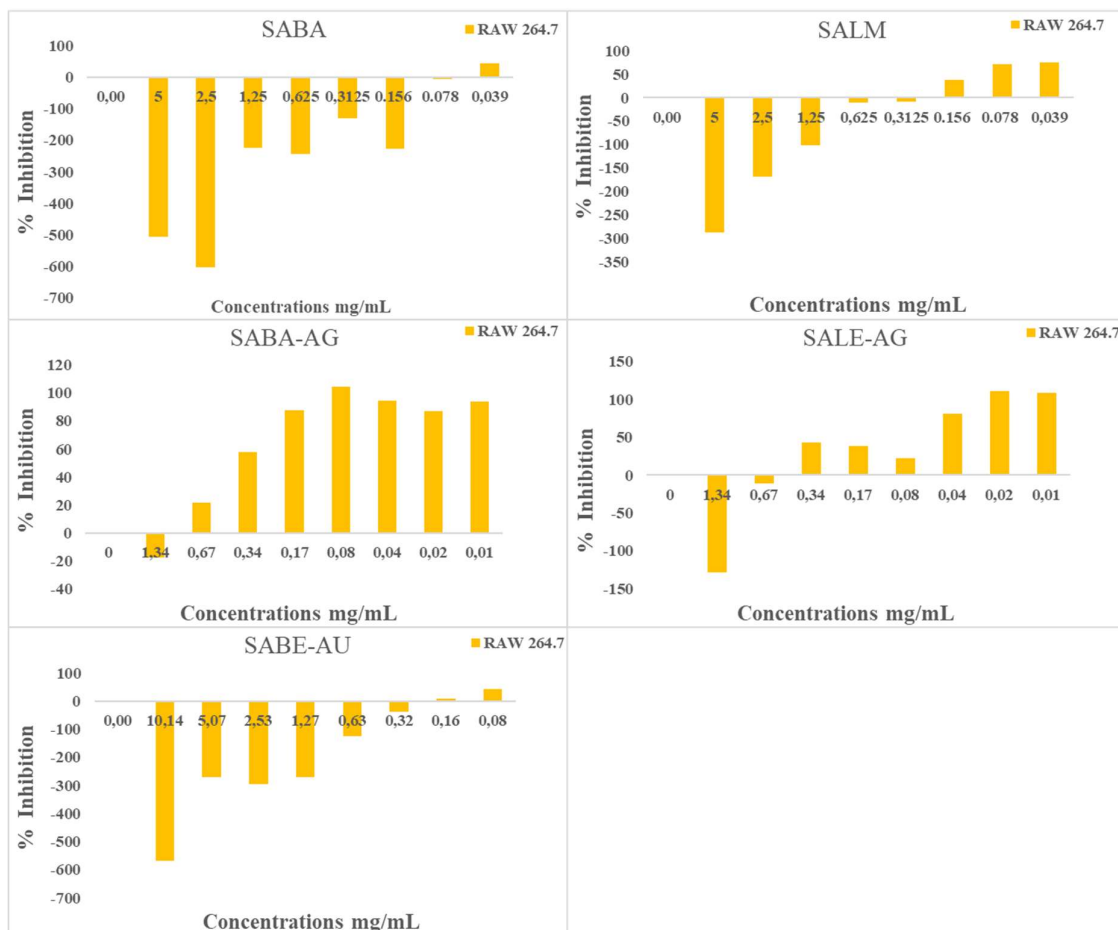 SABA
RAW 264.7
100
0
-100
-200
-300
-400
-500
-600
-700
% Inhibition
0,00 5 2,5 1,25 0,625 0,3125 0.156 0.078 0,039
Concentrations mg/mL
SALM
RAW 264.7
100
50
0
-50
-100
-150
-200
-250
-300
-350
% Inhibition
0,00 5 2,5 1,25 0,625 0,3125 0.156 0.078 0,039
Concentrations mg/mL
SABA-AG
RAW 264.7
120
100
80
60
40
20
0
-20
-40
% Inhibition
0 1,34 0,67 0,34 0,17 0,08 0,04 0,02 0,01
Concentrations mg/mL
SALE-AG
RAW 264.7
150
100
50
0
-50
-100
-150
% Inhibition
0 1,34 0,67 0,34 0,17 0,08 0,04 0,02 0,01
Concentrations mg/mL
SABE-AU
RAW 264.7
100
0
-100
-200
-300
-400
-500
-600
-700
% Inhibition
0,00 10,14 5,07 2,53 1,27 0,63 0,32 0,16 0,08
Concentrations mg/mL